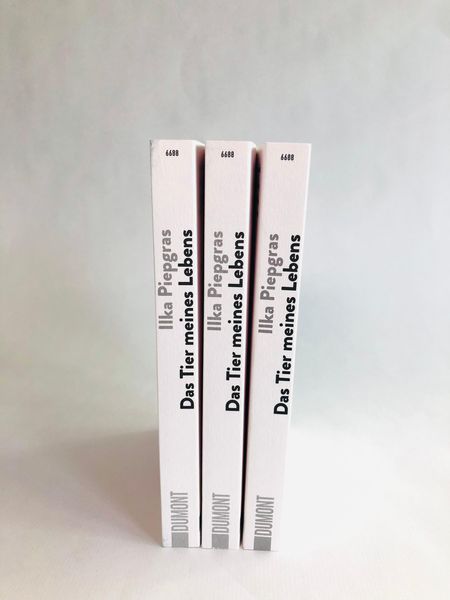 6688
Ilka Piepgras
Das Tier meines Lebens
DUMONT
6688
Ilka Piepgras
Das Tier meines Lebens
DUMONT
6688
Ilka Piepgras
Das Tier meines Lebens
DUMONT